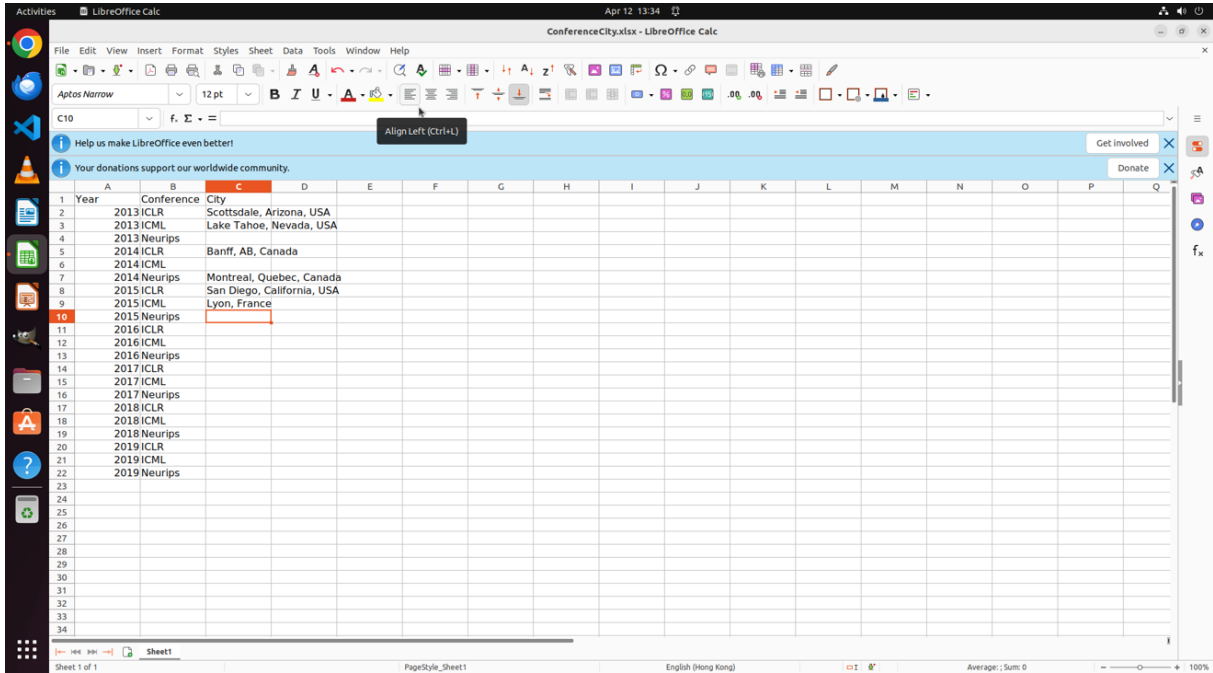 Activities LibreOffice Calc Apr 12 13:34
ConferenceCity.xlsx - LibreOffice Calc
File Edit View Insert Format Styles Sheet Data Tools Window Help
Aptos Narrow 12 pt
C10
Align Left (Ctrl+L)
Help us make LibreOffice even better! Get involved
Your donations support our worldwide community. Donate
A B C D E F G H I J K L M N O P Q
1 Year Conference City
2 2013 ICLR Scottsdale, Arizona, USA
3 2013 ICML Lake Tahoe, Nevada, USA
4 2013 Neurips
5 2014 ICLR Banff, AB, Canada
6 2014 ICML
7 2014 Neurips Montreal, Quebec, Canada
8 2015 ICLR San Diego, California, USA
9 2015 ICML Lyon, France
10 2015 Neurips
11 2016 ICLR
12 2016 ICML
13 2016 Neurips
14 2017 ICLR
15 2017 ICML
16 2017 Neurips
17 2018 ICLR
18 2018 ICML
19 2018 Neurips
20 2019 ICLR
21 2019 ICML
22 2019 Neurips
23
24
25
26
27
28
29
30
31
32
33
34
Sheet1
Sheet 1 of 1 PageStyle_Sheet1 English (Hong Kong) Average: ; Sum: 0 100%